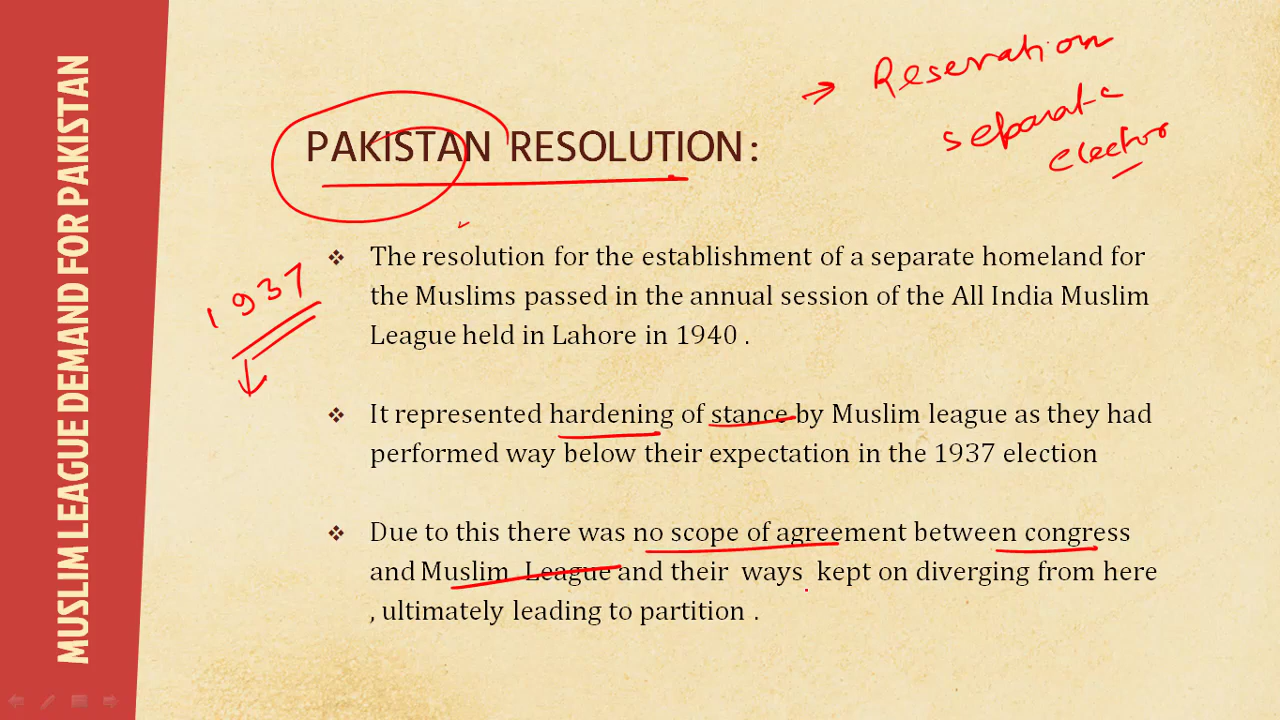 MUSLIM LEAGUE DEMAND FOR PAKISTAN
→ Reservation
separate
elector
PAKISTAN RESOLUTION:
1937
❖ The resolution for the establishment of a separate homeland for
the Muslims passed in the annual session of the All India Muslim
League held in Lahore in 1940 .
❖ It represented hardening of stance by Muslim league as they had
performed way below their expectation in the 1937 election
❖ Due to this there was no scope of agreement between congress
and Muslim League and their ways kept on diverging from here
, ultimately leading to partition .